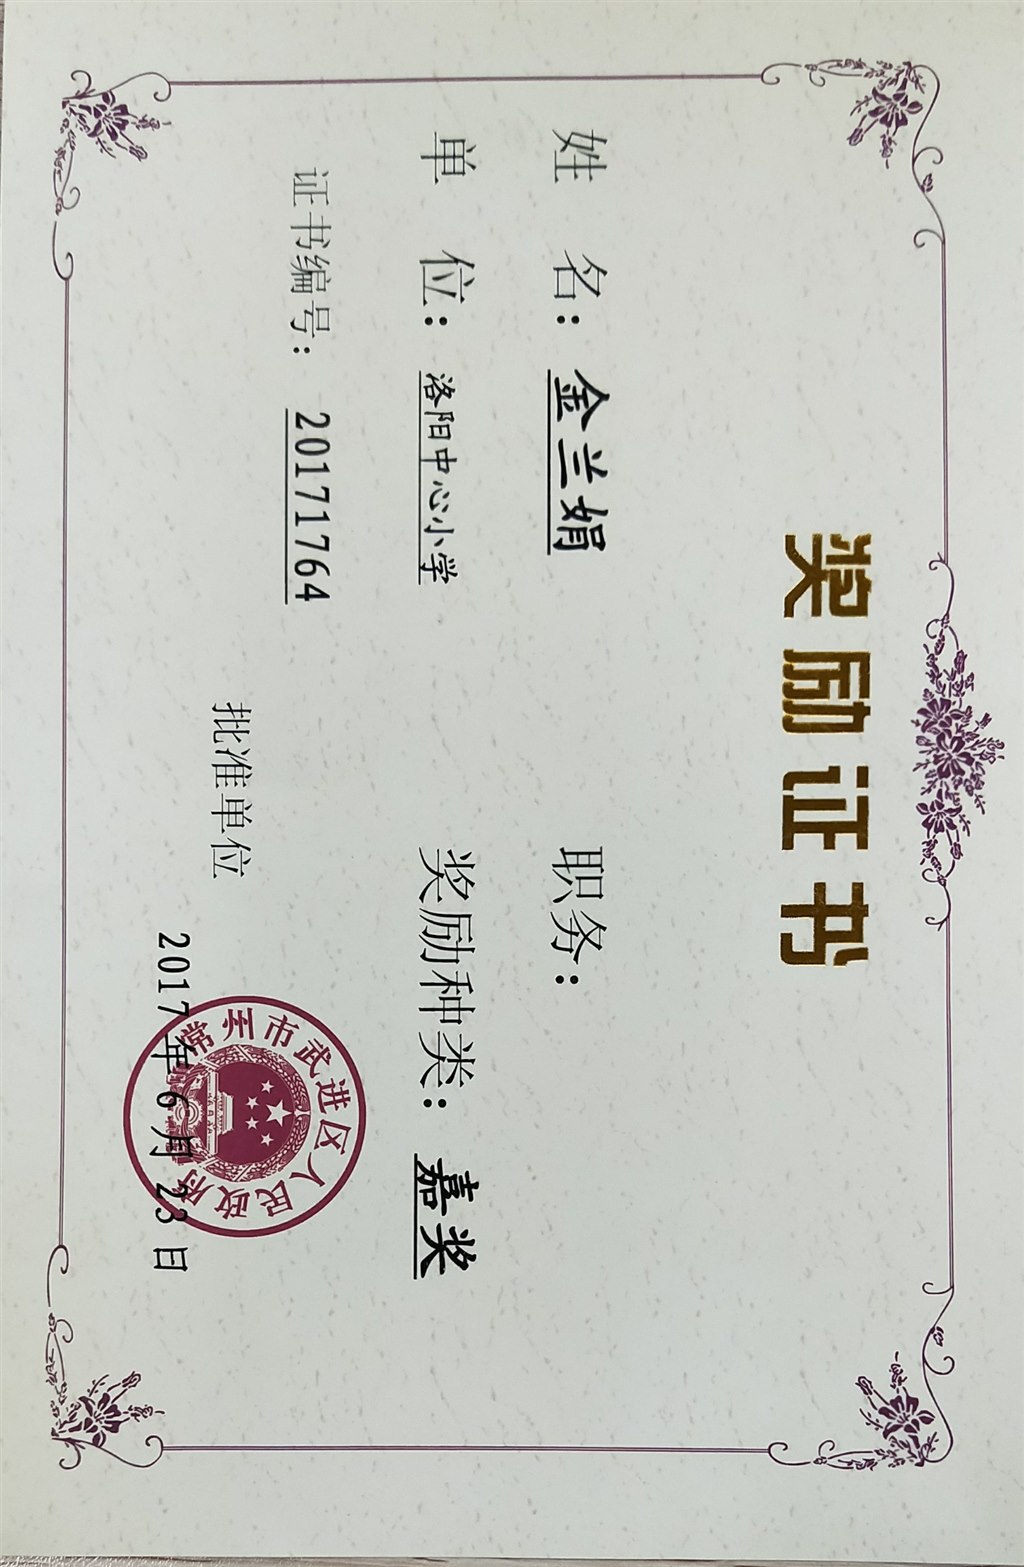 奖励证书
姓 名：金兰娟 职务：
单 位：洛阳中心小学 奖励种类：嘉奖
证书编号：20171764
批准单位
常州市武进区人民政府
2017年6月23日